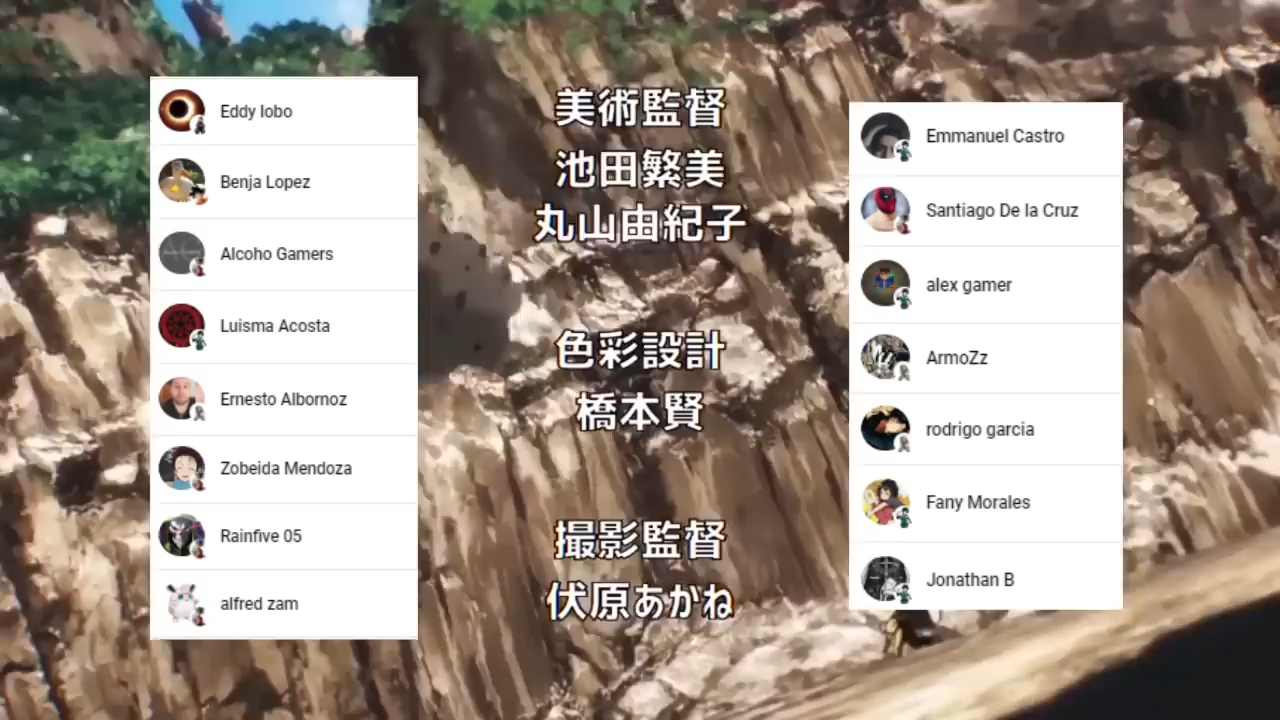 Eddy lobo
Benja Lopez
Alcoho Gamers
Luisma Acosta
Ernesto Albornoz
Zobeida Mendoza
Rainfive 05
alfred zam
美術監督
池田繁美
丸山由紀子
色彩設計
橋本賢
撮影監督
伏原あかね
Emmanuel Castro
Santiago De la Cruz
alex gamer
ArmoZz
rodrigo garcia
Fany Morales
Jonathan B